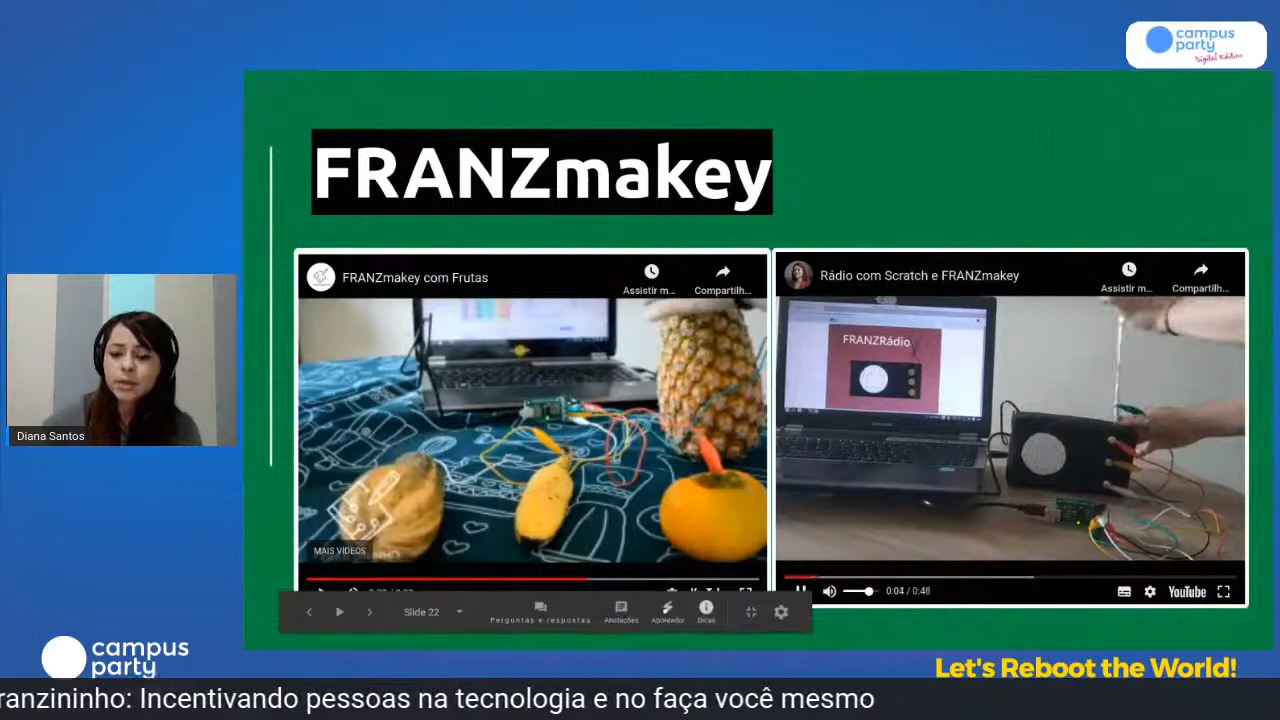 campus
party
Digital Edition
FRANZmakey
FRANZmakey com Frutas
Assistir m...
Compartilh...
Rádio com Scratch e FRANZmakey
Assistir m...
Compartilh...
FRANZRádio
Diana Santos
MAIS VÍDEOS
0:04 / 0:48
YouTube
Slide 22
Perguntas e respostas
Anotações
Apontador
Dicas
campus
party
Let's Reboot the World!
ranzininho: Incentivando pessoas na tecnologia e no faça você mesmo